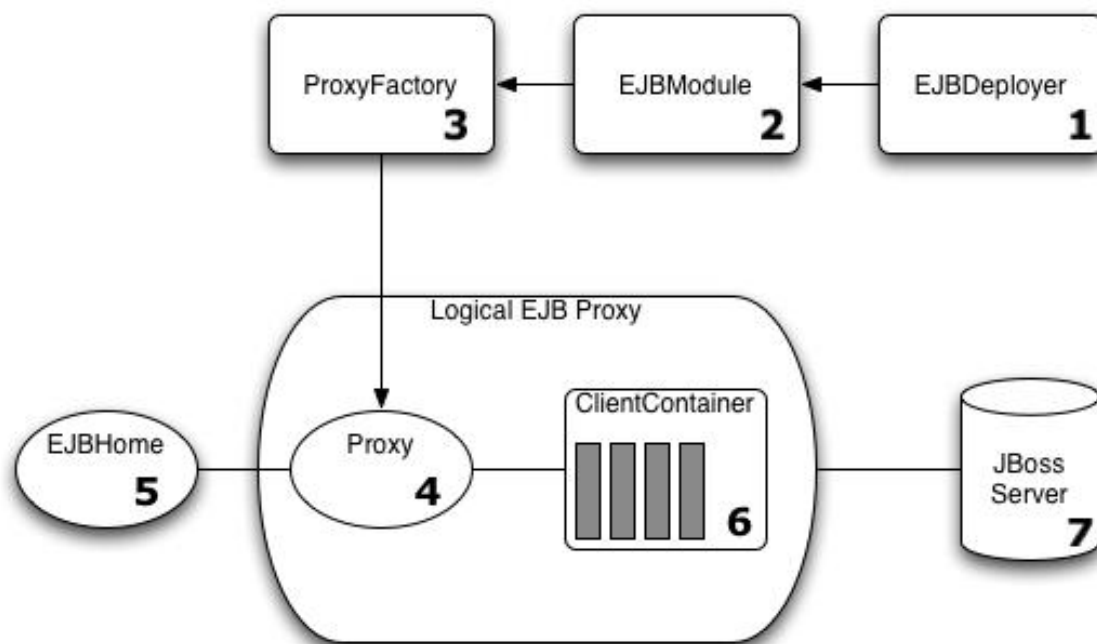 ProxyFactory
3
EJBModule
2
EJBDeployer
1
Logical EJB Proxy
EJBHome
5
Proxy
4
ClientContainer
6
JBoss
Server
7